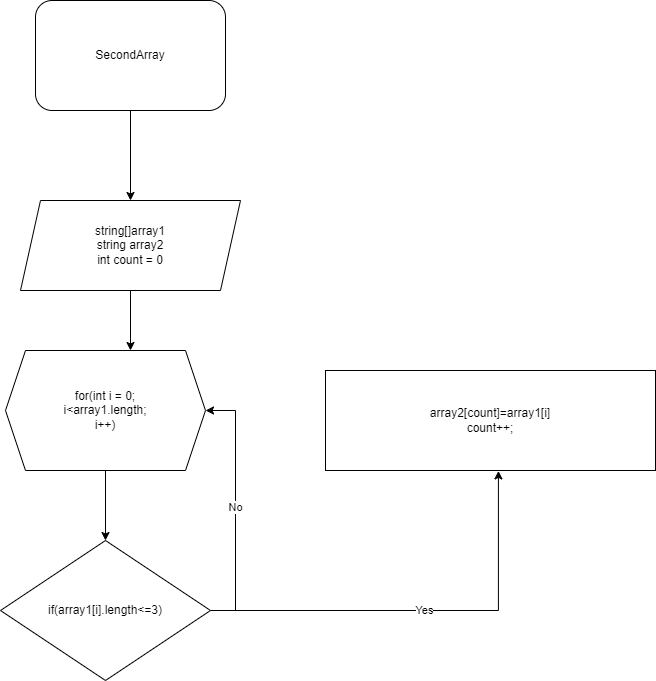 SecondArray
string[]array1
string array2
int count = 0
for(int i = 0;
i<array1.length;
i++)
array2[count]=array1[i]
count++;
No
if(array1[i].length<=3)
Yes